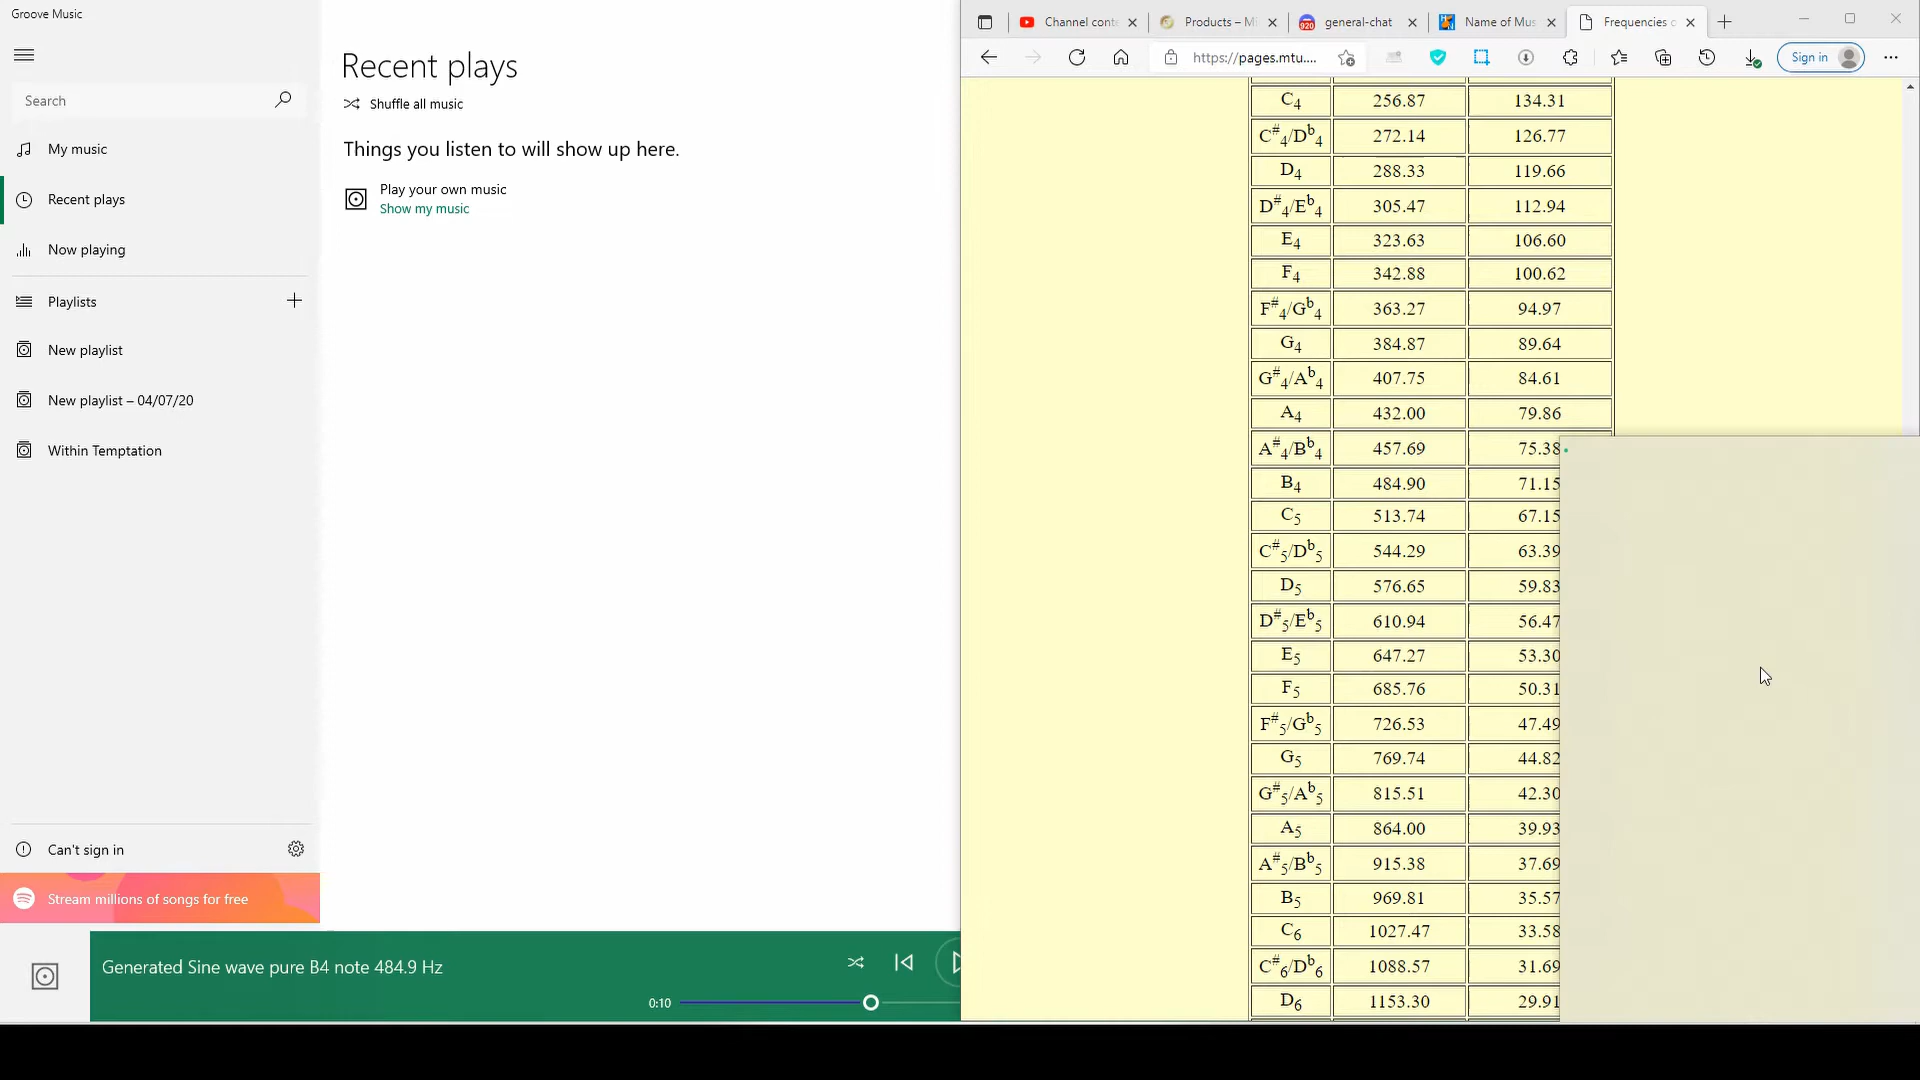 Groove Music
Search
My music
Recent plays
Now playing
Playlists
New playlist
New playlist – 04/07/20
Within Temptation
Can't sign in
Stream millions of songs for free
Recent plays
Shuffle all music
Things you listen to will show up here.
Play your own music
Show my music
Generated Sine wave pure B4 note 484.9 Hz
0:10
Channel cont
Products – Mi
920
general-chat
Name of Mus
Frequencies o
https://pages.mtu....
Sign in
C4 256.87 134.31
C#4/Db4 272.14 126.77
D4 288.33 119.66
D#4/Eb4 305.47 112.94
E4 323.63 106.60
F4 342.88 100.62
F#4/Gb4 363.27 94.97
G4 384.87 89.64
G#4/Ab4 407.75 84.61
A4 432.00 79.86
A#4/Bb4 457.69 75.38
B4 484.90 71.15
C5 513.74 67.15
C#5/Db5 544.29 63.39
D5 576.65 59.83
D#5/Eb5 610.94 56.47
E5 647.27 53.30
F5 685.76 50.31
F#5/Gb5 726.53 47.49
G5 769.74 44.82
G#5/Ab5 815.51 42.30
A5 864.00 39.93
A#5/Bb5 915.38 37.69
B5 969.81 35.57
C6 1027.47 33.58
C#6/Db6 1088.57 31.69
D6 1153.30 29.91